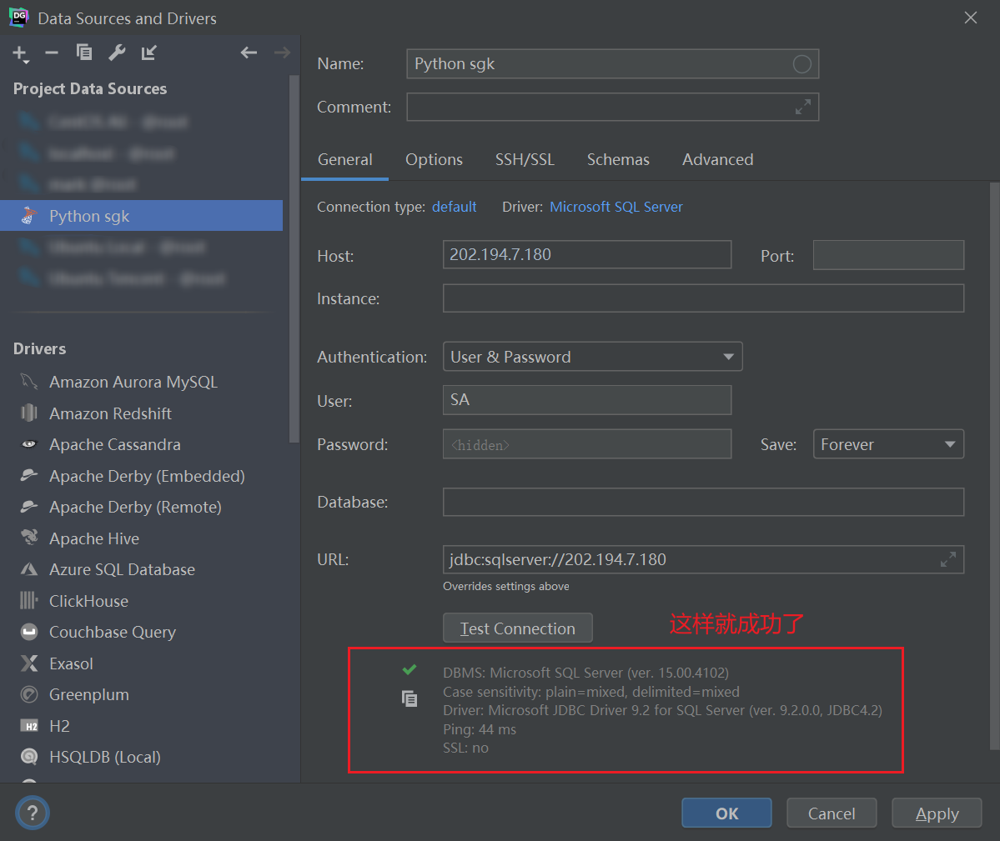 DG
Data Sources and Drivers
Project Data Sources
Python sgk
Drivers
Amazon Aurora MySQL
Amazon Redshift
Apache Cassandra
Apache Derby (Embedded)
Apache Derby (Remote)
Apache Hive
Azure SQL Database
ClickHouse
Couchbase Query
Exasol
Greenplum
H2 H2
HSQLDB (Local)
Name: Python sgk
Comment:
General Options SSH/SSL Schemas Advanced
Connection type: default Driver: Microsoft SQL Server
Host: 202.194.7.180 Port:
Instance:
Authentication: User & Password
User: SA
Password: <hidden> Save: Forever
Database:
URL: jdbc:sqlserver://202.194.7.180
Overrides settings above
Test Connection 这样就成功了
DBMS: Microsoft SQL Server (ver. 15.00.4102)
Case sensitivity: plain=mixed, delimited=mixed
Driver: Microsoft JDBC Driver 9.2 for SQL Server (ver. 9.2.0.0, JDBC4.2)
Ping: 44 ms
SSL: no
? OK Cancel Apply